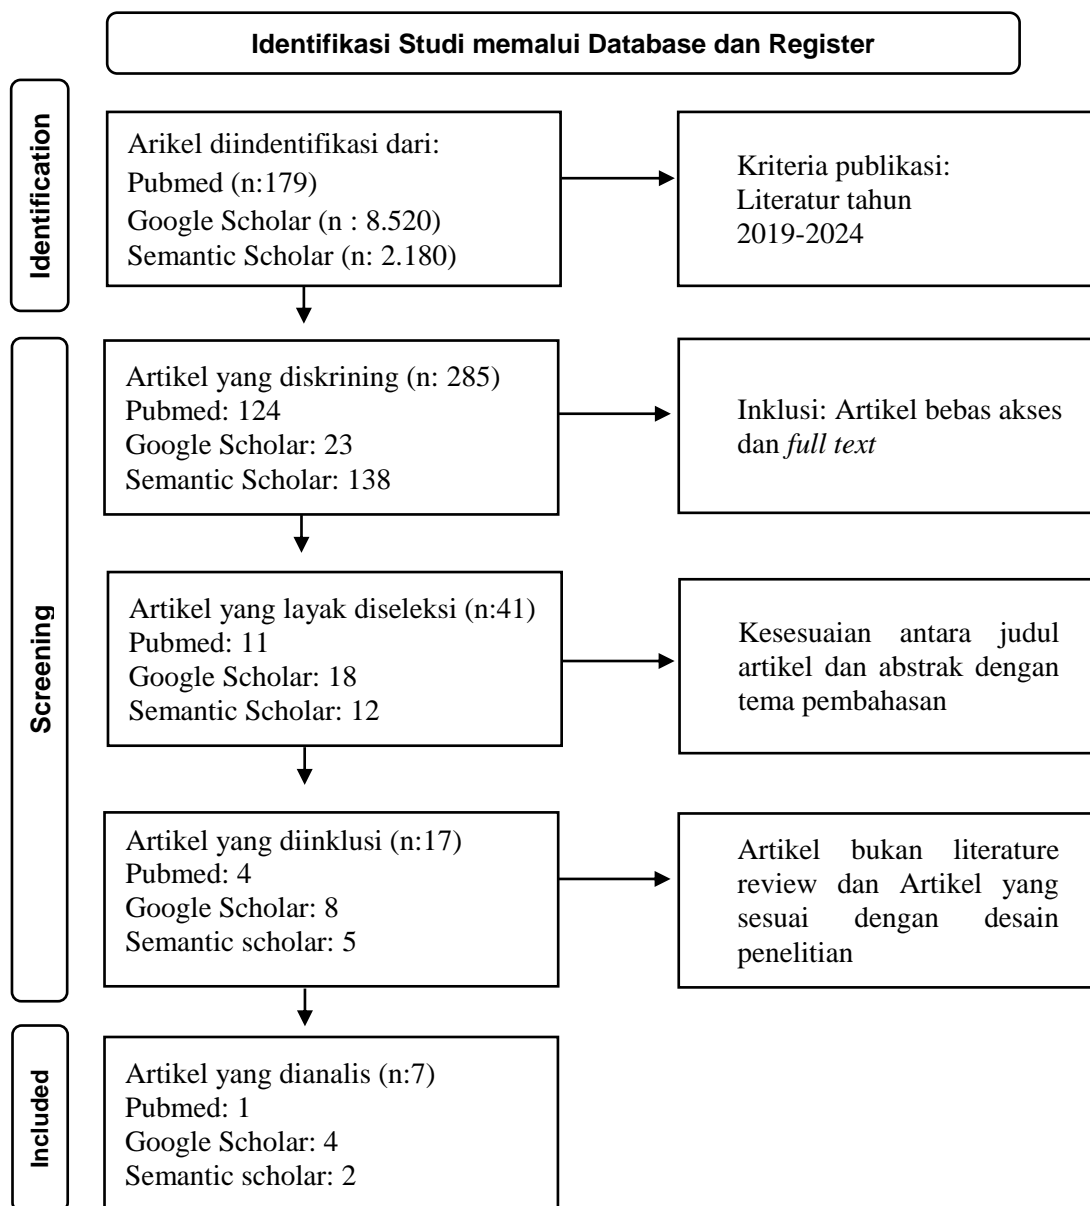 Identifikasi Studi memalui Database dan Register
Identification
Arikel diindentifikasi dari:
Pubmed (n:179)
Google Scholar (n : 8.520)
Semantic Scholar (n: 2.180)
Kriteria publikasi:
Literatur tahun
2019-2024
Screening
Artikel yang diskrining (n: 285)
Pubmed: 124
Google Scholar: 23
Semantic Scholar: 138
Inklusi: Artikel bebas akses
dan full text
Artikel yang layak diseleksi (n:41)
Pubmed: 11
Google Scholar: 18
Semantic Scholar: 12
Kesesuaian antara judul
artikel dan abstrak dengan
tema pembahasan
Artikel yang diinklusi (n:17)
Pubmed: 4
Google Scholar: 8
Semantic scholar: 5
Artikel bukan literature
review dan Artikel yang
sesuai dengan desain
penelitian
Included
Artikel yang dianalis (n:7)
Pubmed: 1
Google Scholar: 4
Semantic scholar: 2